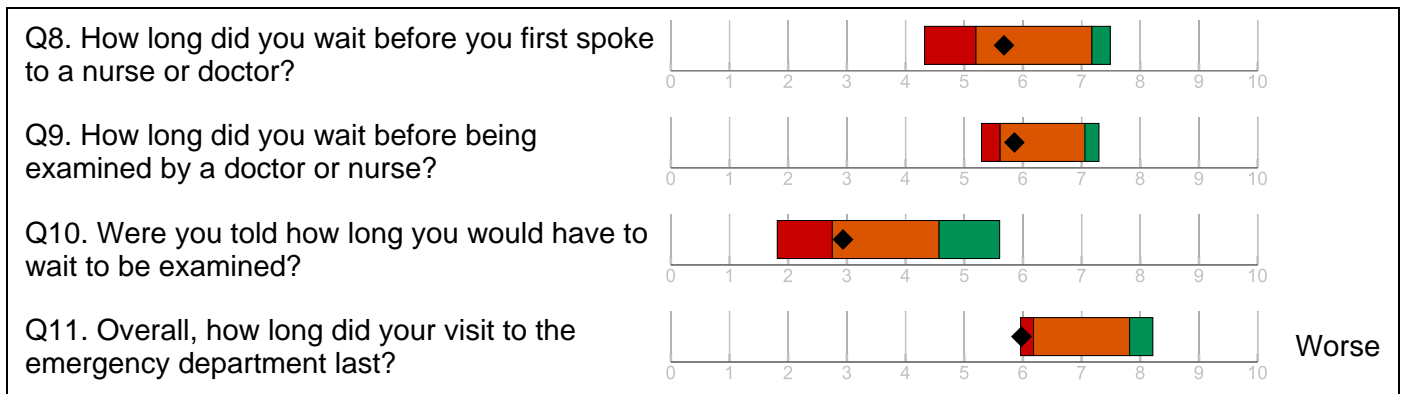 Q8. How long did you wait before you first spoke
to a nurse or doctor?
0 1 2 3 4 5 6 7 8 9 10
Q9. How long did you wait before being
examined by a doctor or nurse?
0 1 2 3 4 5 6 7 8 9 10
Q10. Were you told how long you would have to
wait to be examined?
0 1 2 3 4 5 6 7 8 9 10
Q11. Overall, how long did your visit to the
emergency department last?
0 1 2 3 4 5 6 7 8 9 10
Worse